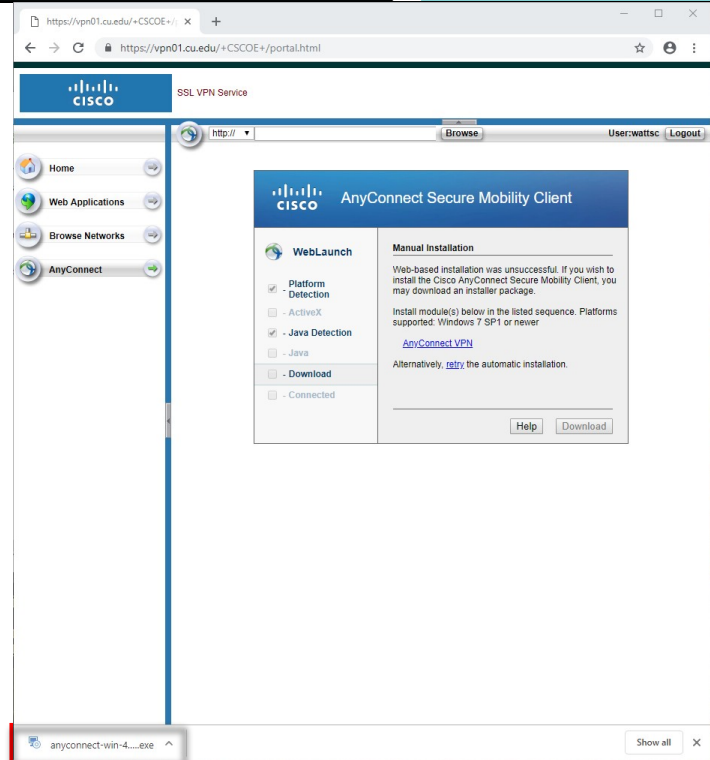 https://vpn01.cu.edu/+CSCOE+/p
https://vpn01.cu.edu/+CSCOE+/portal.html
CISCO
SSL VPN Service
http://
Browse
User:wattsc
Logout
Home
Web Applications
Browse Networks
AnyConnect
CISCO
AnyConnect Secure Mobility Client
WebLaunch
- Platform
Detection
- ActiveX
- Java Detection
- Java
- Download
- Connected
Manual Installation
Web-based installation was unsuccessful. If you wish to
install the Cisco AnyConnect Secure Mobility Client, you
may download an installer package.
Install module(s) below in the listed sequence. Platforms
supported: Windows 7 SP1 or newer
AnyConnect VPN
Alternatively, retry the automatic installation.
Help
Download
anyconnect-win-4.....exe
Show all